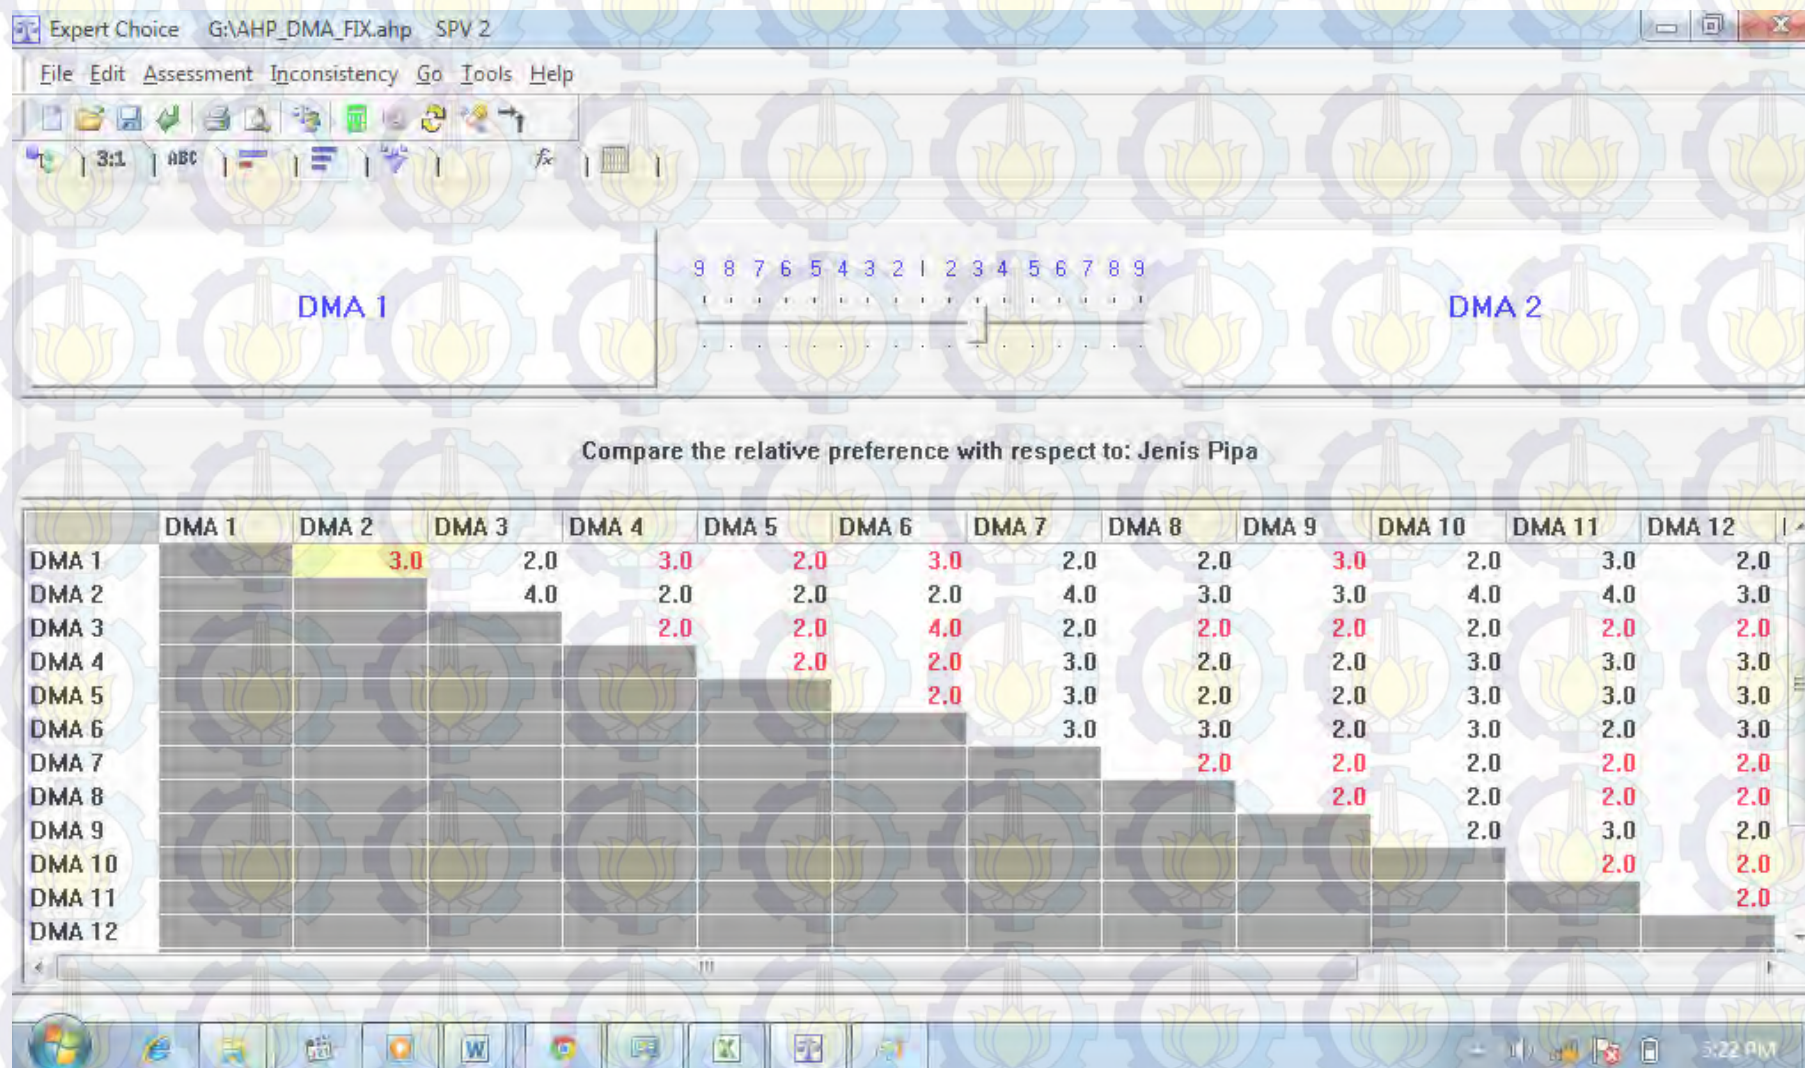 Expert Choice G:\AHP_DMA_FIX.ahp SPV 2
File Edit Assessment Inconsistency Go Tools Help
3:1 ABC fx
9 8 7 6 5 4 3 2 1 2 3 4 5 6 7 8 9
DMA 1 DMA 2
Compare the relative preference with respect to: Jenis Pipa
DMA 1 DMA 2 DMA 3 DMA 4 DMA 5 DMA 6 DMA 7 DMA 8 DMA 9 DMA 10 DMA 11 DMA 12
DMA 1 3.0 2.0 3.0 2.0 3.0 2.0 2.0 3.0 2.0 3.0 2.0
DMA 2 4.0 2.0 2.0 2.0 4.0 3.0 3.0 4.0 4.0 3.0
DMA 3 2.0 2.0 4.0 2.0 2.0 2.0 2.0 2.0 2.0
DMA 4 2.0 2.0 3.0 2.0 2.0 3.0 3.0 3.0
DMA 5 2.0 3.0 2.0 2.0 3.0 3.0 3.0
DMA 6 3.0 3.0 2.0 3.0 2.0 3.0
DMA 7 2.0 2.0 2.0 2.0 2.0
DMA 8 2.0 2.0 2.0 2.0
DMA 9 2.0 3.0 2.0
DMA 10 2.0 2.0
DMA 11 2.0
DMA 12
5:22 PM